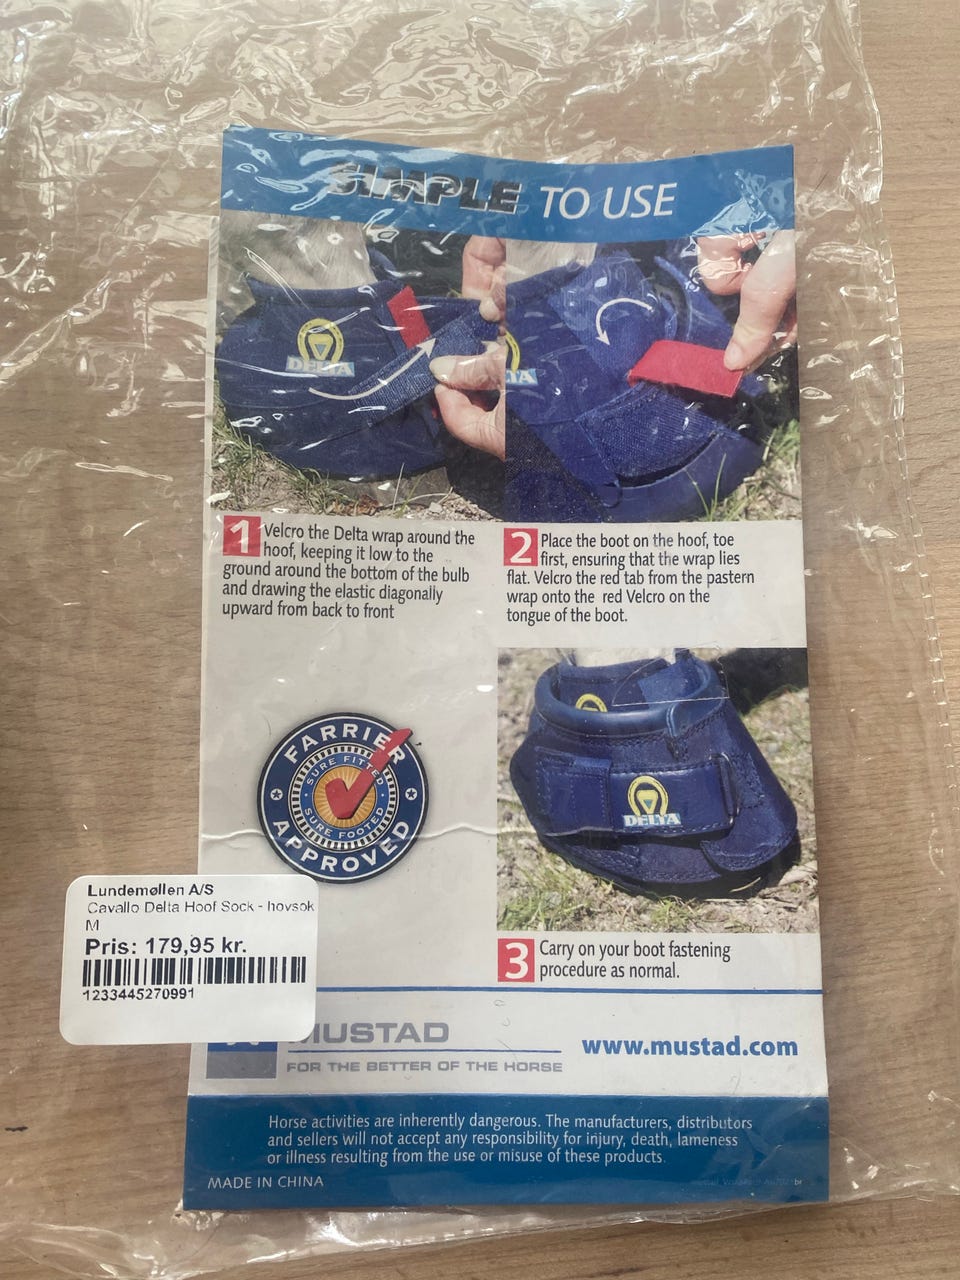 SIMPLE TO USE
DELTA
TA
1 Velcro the Delta wrap around the
hoof, keeping it low to the
ground around the bottom of the bulb
and drawing the elastic diagonally
upward from back to front
2 Place the boot on the hoof, toe
first, ensuring that the wrap lies
flat. Velcro the red tab from the pastern
wrap onto the red Velcro on the
tongue of the boot.
FARRIER
SURE FITTED
SURE FOOTED
APPROVED
DELTA
3 Carry on your boot fastening
procedure as normal.
Lundemøllen A/S
Cavallo Delta Hoof Sock - hovsok
M
Pris: 179,95 kr.
1233445270991
MUSTAD
FOR THE BETTER OF THE HORSE
www.mustad.com
Horse activities are inherently dangerous. The manufacturers, distributors
and sellers will not accept any responsibility for injury, death, lameness
or illness resulting from the use or misuse of these products.
MADE IN CHINA